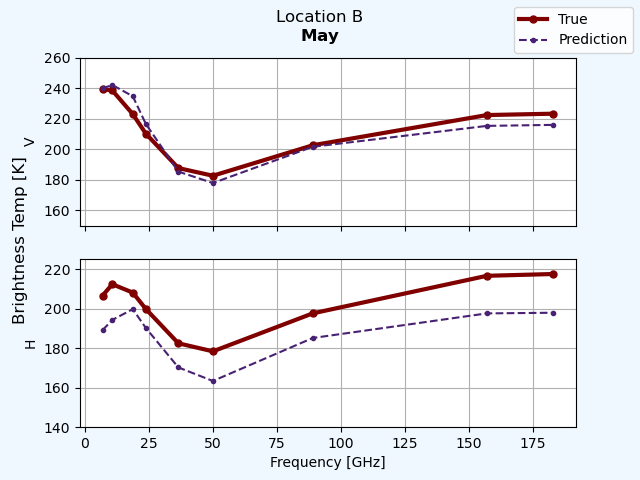 Location B
May
True
Prediction
260
240
220
200
180
160
V
Brightness Temp [K]
220
200
180
160
140
H
0
25
50
75
100
125
150
175
Frequency [GHz]